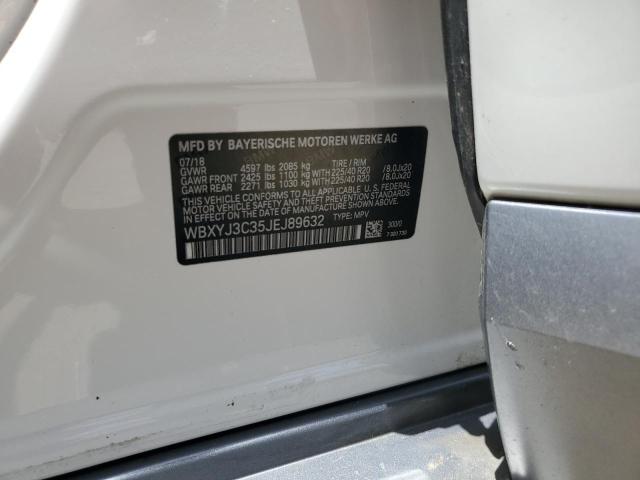 MFD BY BAYERISCHE MOTOREN WERKE AG
07/18
GVWR 4597 lbs 2085 kg TIRE / RIM
GAWR FRONT 2425 lbs 1100 kg WITH 225/40 R20 /8.0Jx20
GAWR REAR 2271 lbs 1030 kg WITH 225/40 R20 /8.0Jx20
THIS VEHICLE CONFORMS TO ALL APPLICABLE U.S. FEDERAL
MOTOR VEHICLE SAFETY AND THEFT PREVENTION STANDARDS
IN EFFECT ON THE DATE OF MANUFACTURE SHOWN ABOVE.
WBXYJ3C35JEJ89632 TYPE: MPV
300/0